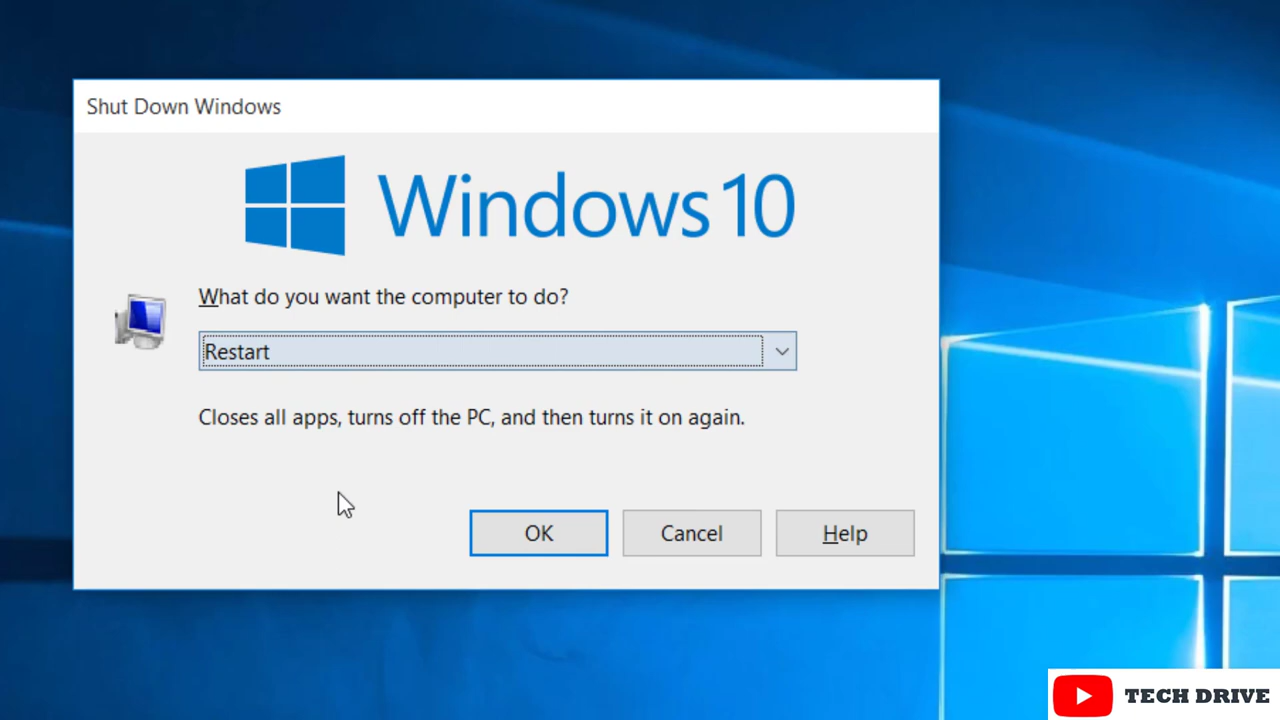 Shut Down Windows
Windows 10
What do you want the computer to do?
Restart
Closes all apps, turns off the PC, and then turns it on again.
OK Cancel Help
TECH DRIVE